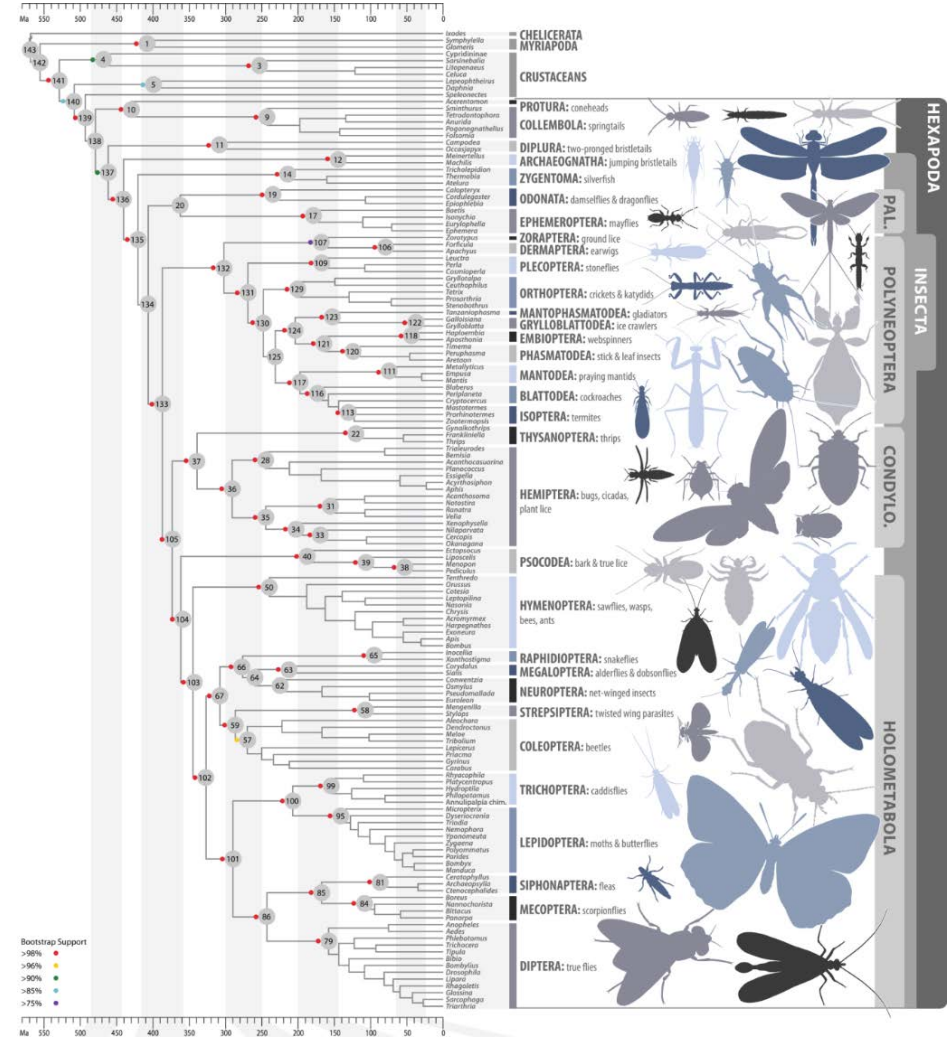 Ma 550 500 450 400 350 300 250 200 150 100 50 0
Ixodes
Symphylella
Glomeris
Cypridininae
Sarsinebalia
Litopenaeus
Celuca
Lepeophtheirus
Daphnia
Speleonectes
Acerentomon
Sminthurus
Tetrodontophora
Anurida
Pogonognathellus
Folsomia
Campodea
Occasjapyx
Meinertellus
Machilis
Tricholepidion
Thermobia
Atelura
Calopteryx
Cordulegaster
Epiophlebia
Baetis
Isonychia
Eurylophella
Ephemera
Zorotypus
Forficula
Apachyus
Leuctra
Perla
Cosmioperla
Gryllotalpa
Ceuthophilus
Tetrix
Prosarthria
Stenobothrus
Tanzaniophasma
Galloisiana
Grylloblatta
Haploembia
Aposthonia
Timema
Peruphasma
Aretaon
Metallyticus
Empusa
Mantis
Blaberus
Periplaneta
Cryptocercus
Mastotermes
Prorhinotermes
Zootermopsis
Gynaikothrips
Frankliniella
Thrips
Trialeurodes
Bemisia
Acanthocasuarina
Planococcus
Essigella
Acyrthosiphon
Aphis
Acanthosoma
Notostira
Ranatra
Velia
Xenophysella
Nilaparvata
Cercopis
Okanagana
Ectopsocus
Liposcelis
Menopon
Pediculus
Tenthredo
Orussus
Cotesia
Leptopilina
Nasonia
Chrysis
Acromyrmex
Harpegnathos
Exoneura
Apis
Bombus
Inocellia
Xanthostigma
Corydalus
Sialis
Conwentzia
Osmylus
Pseudomallada
Euroleon
Mengenilla
Stylops
Aleochara
Dendroctonus
Meloe
Tribolium
Lepicerus
Priacma
Gyrinus
Carabus
Rhyacophila
Platycentropus
Hydroptila
Philopotamus
Annulipalpia chim.
Micropterix
Dyseriocrania
Triodia
Nemophora
Yponomeuta
Zygaena
Polyommatus
Parides
Bombyx
Manduca
Ceratophyllus
Archaeopsylla
Ctenocephalides
Boreus
Nannochorista
Bittacus
Panorpa
Anopheles
Aedes
Phlebotomus
Trichocera
Tipula
Bibio
Bombylius
Drosophila
Lipara
Rhagoletis
Glossina
Sarcophaga
Triarthria
143
142
141
140
139
138
137
136
135
134
133
1
4
3
5
10
9
11
12
14
20
19
17
107
106
132
109
131
129
130
123
124
122
118
121
120
125
111
117
116
113
22
37
28
36
31
35
34
33
105
40
39
38
104
50
103
65
66
63
64
62
67
58
59
57
102
99
100
95
101
81
85
84
86
79
CHELICERATA
MYRIAPODA
CRUSTACEANS
PROTURA: coneheads
COLLEMBOLA: springtails
DIPLURA: two-pronged bristletails
ARCHAEOGNATHA: jumping bristletails
ZYGENTOMA: silverfish
ODONATA: damselflies & dragonflies
EPHEMEROPTERA: mayflies
ZORAPTERA: ground lice
DERMAPTERA: earwigs
PLECOPTERA: stoneflies
ORTHOPTERA: crickets & katydids
MANTOPHASMATODEA: gladiators
GRYLLOBLATTODEA: ice crawlers
EMBIOPTERA: webspinners
PHASMATODEA: stick & leaf insects
MANTODEA: praying mantids
BLATTODEA: cockroaches
ISOPTERA: termites
THYSANOPTERA: thrips
HEMIPTERA: bugs, cicadas,
plant lice
PSOCODEA: bark & true lice
HYMENOPTERA: sawflies, wasps,
bees, ants
RAPHIDIOPTERA: snakeflies
MEGALOPTERA: alderflies & dobsonflies
NEUROPTERA: net-winged insects
STREPSIPTERA: twisted wing parasites
COLEOPTERA: beetles
TRICHOPTERA: caddisflies
LEPIDOPTERA: moths & butterflies
SIPHONAPTERA: fleas
MECOPTERA: scorpionflies
DIPTERA: true flies
HEXAPODA
INSECTA
PAL.
POLYNEOPTERA
CONDYLO.
HOLOMETABOLA
Bootstrap Support
>98%
>96%
>90%
>85%
>75%
Ma 550 500 450 400 350 300 250 200 150 100 50 0